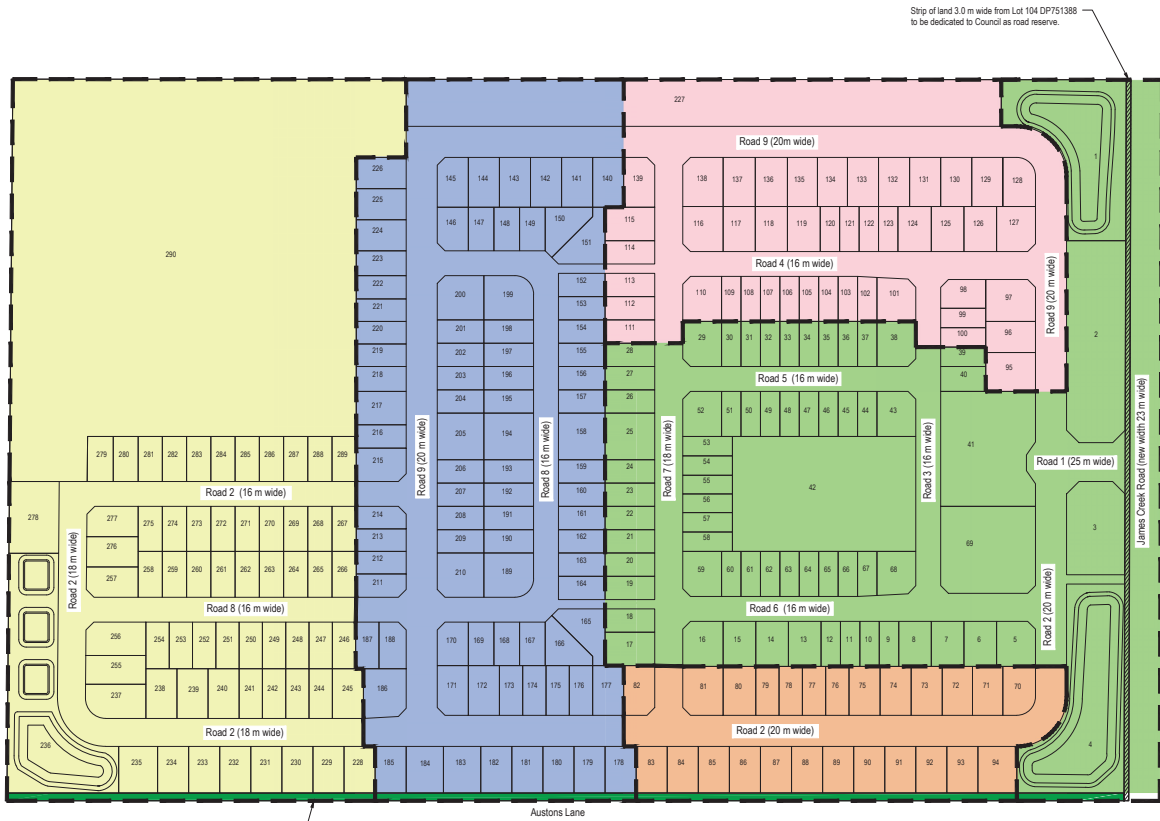 Strip of land 3.0 m wide from Lot 104 DP751388
to be dedicated to Council as road reserve.
227
Road 9 (20m wide)
226
145 144 143 142 141 140 139
138 137 136 135 134 133 132 131 130 129 128
1
225
224
146 147 148 149 150 151
115
114
116 117 118 119 120 121 122 123 124 125 126 127
290
223
222
221
220
219
218
217
216
215
Road 4 (16 m wide)
200 199
201 198
202 197
203 196
204 195
205 194
206 193
207 192
208 191
209 190
210 189
152 113
153 112
154 111
155 28
156 27
157 26
158 25
159 24
160 23
161 22
162 21
163 20
164 19
110 109 108 107 106 105 104 103 102 101
98
99
100
97
96
95
Road 9 (20 m wide)
2
29 30 31 32 33 34 35 36 37 38
39
40
Road 5 (16 m wide)
52 51 50 49 48 47 46 45 44 43
53
54
55
56
57
58
42
41
69
Road 9 (20 m wide)
Road 8 (16 m wide)
Road 7 (18 m wide)
Road 3 (16 m wide)
Road 1 (25 m wide)
James Creek Road (new width 23 m wide)
3
279 280 281 282 283 284 285 286 287 288 289
Road 2 (16 m wide)
278
277
276
257
275 274 273 272 271 270 269 268 267
258 259 260 261 262 263 264 265 266
214
213
212
211
Road 2 (18 m wide)
59 60 61 62 63 64 65 66 67 68
Road 8 (16 m wide)
Road 6 (16 m wide)
Road 2 (20 m wide)
256
255
237
254 253 252 251 250 249 248 247 246
187 188
170 169 168 167 166 165
18
17
16 15 14 13 12 11 10 9 8 7 6 5
238 239 240 241 242 243 244 245
186
171 172 173 174 175 176 177
82
81 80 79 78 77 76 75 74 73 72 71 70
Road 2 (18 m wide)
Road 2 (20 m wide)
236
235 234 233 232 231 230 229 228
185 184 183 182 181 180 179 178
83 84 85 86 87 88 89 90 91 92 93 94
4
Austons Lane